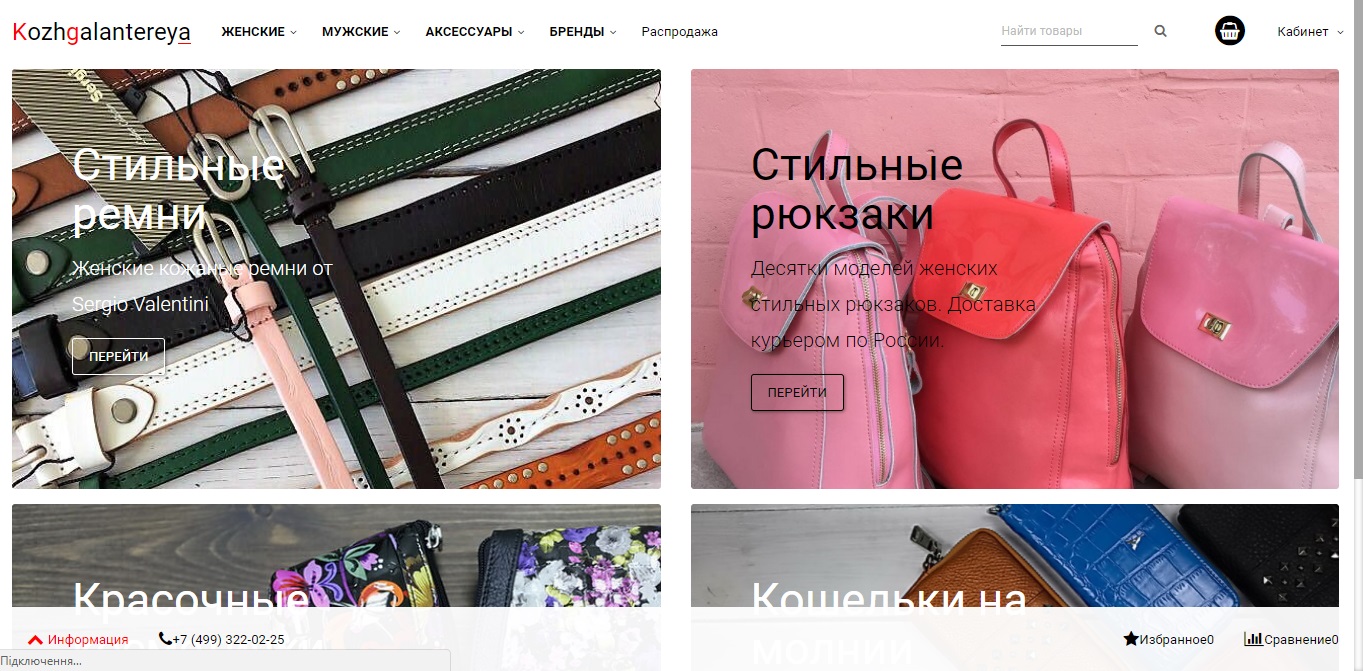 Kozhgalantereya
ЖЕНСКИЕ МУЖСКИЕ АКСЕССУАРЫ БРЕНДЫ Распродажа
Найти товары
Кабинет
Стильные
ремни
Женские кожаные ремни от
Sergio Valentini
ПЕРЕЙТИ
Стильные
рюкзаки
Десятки моделей женских
стильных рюкзаков. Доставка
курьером по России.
ПЕРЕЙТИ
Красочные
Кошельки на
молнии
Информация +7 (499) 322-02-25
Избранное0 Сравнение0
Підключення...